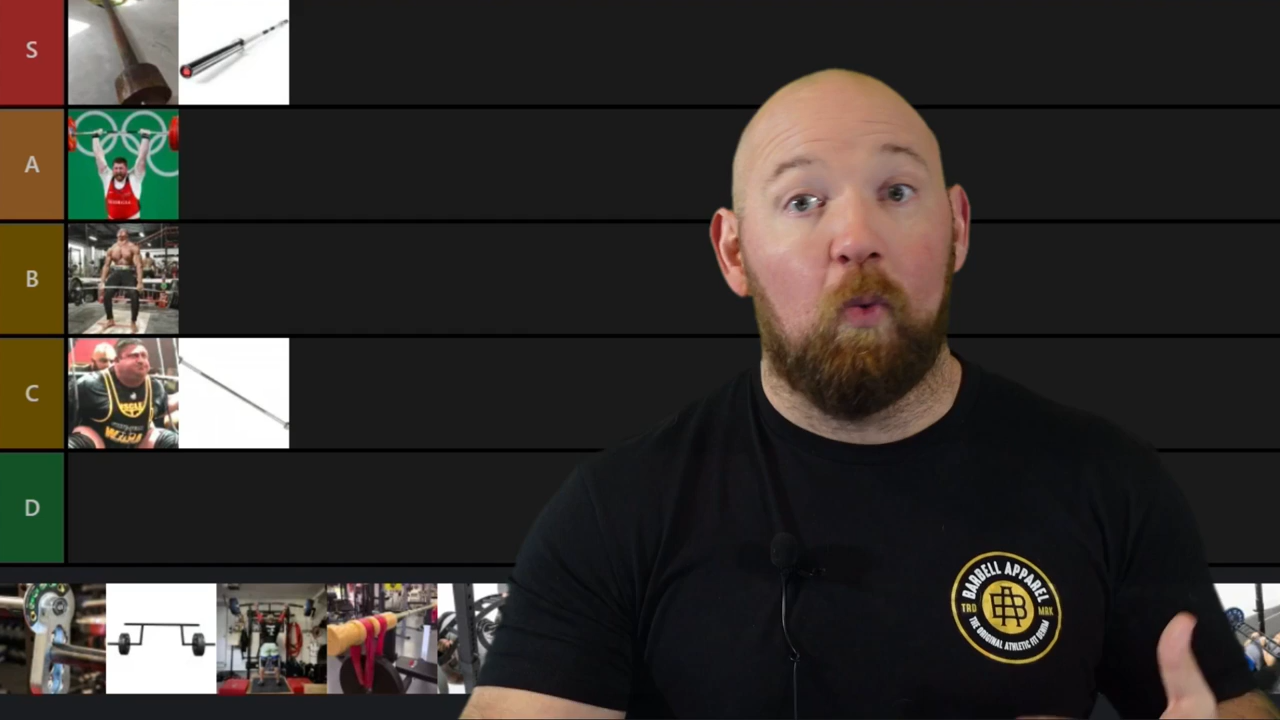 S
A
B
C
D
BARBELL APPAREL
TRD MRK
THE ORIGINAL ATHLETIC FIT DENIM